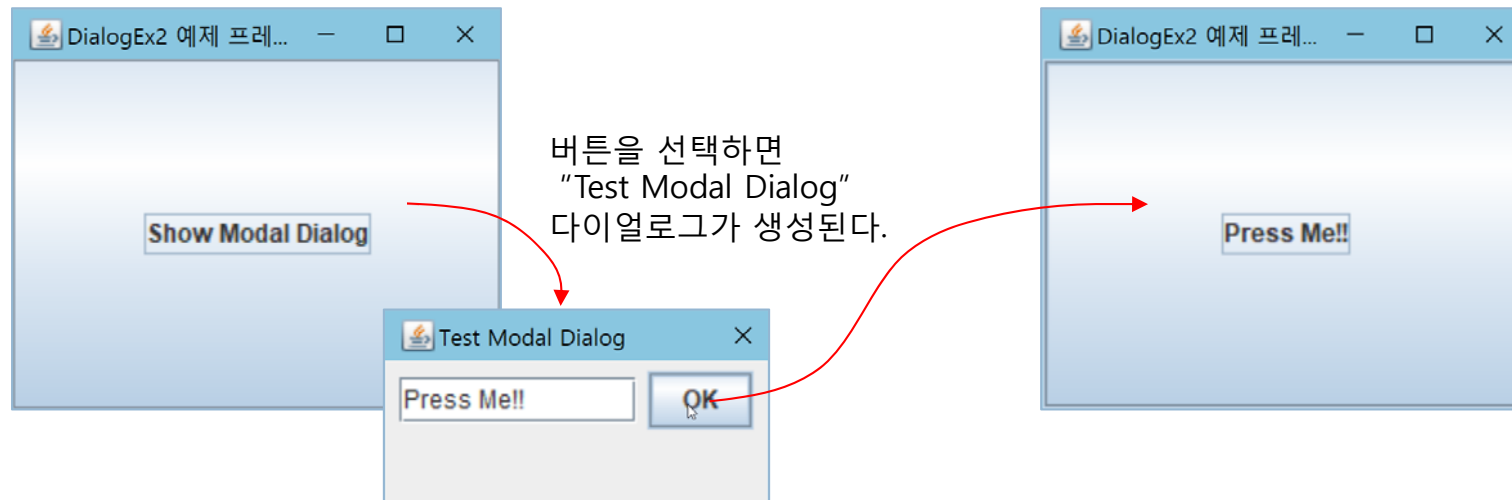 DialogEx2 예제 프레...
Show Modal Dialog
버튼을 선택하면
“Test Modal Dialog”
다이얼로그가 생성된다.
Test Modal Dialog
Press Me!!
OK
DialogEx2 예제 프레...
Press Me!!